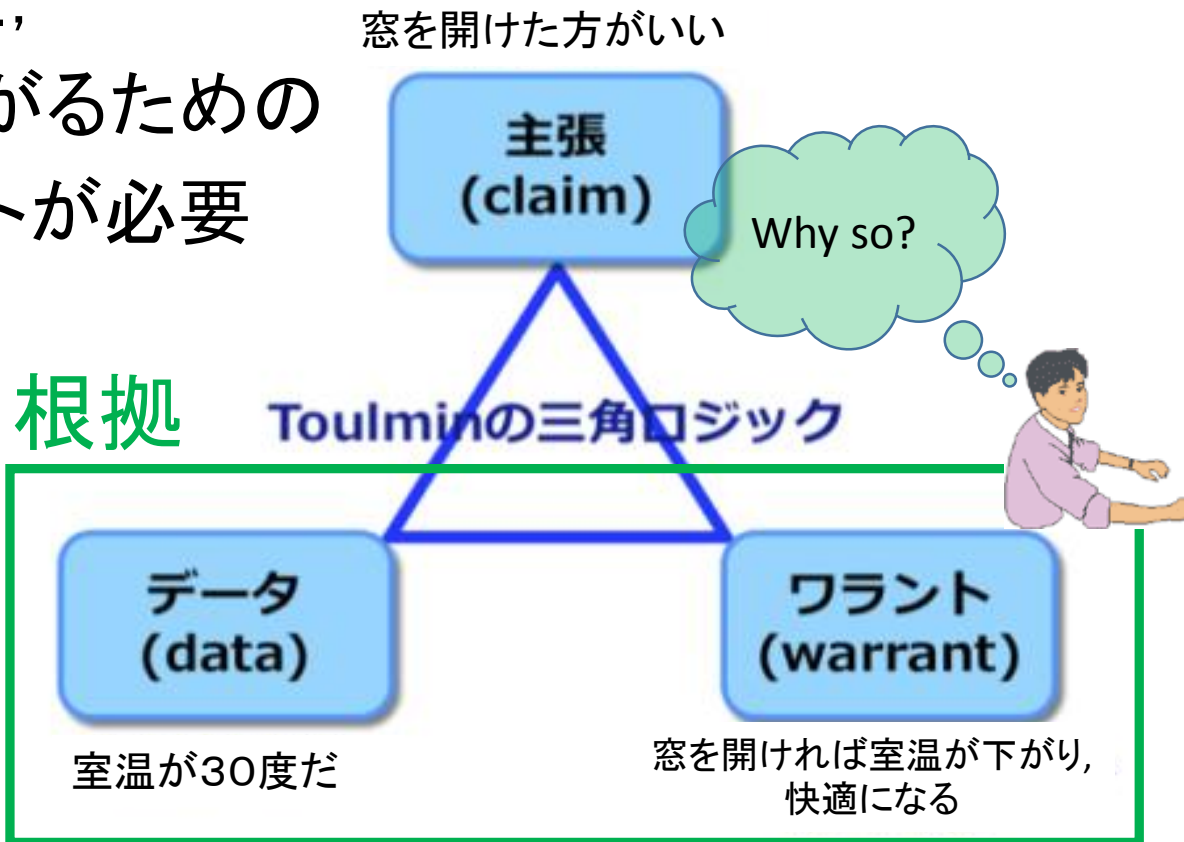 窓を開けた方がいい
がるための
トが必要
主張
(claim)
Why so?
根拠
Toulminの三角ロジック
データ
(data)
ワラント
(warrant)
室温が30度だ
窓を開ければ室温が下がり,
快適になる